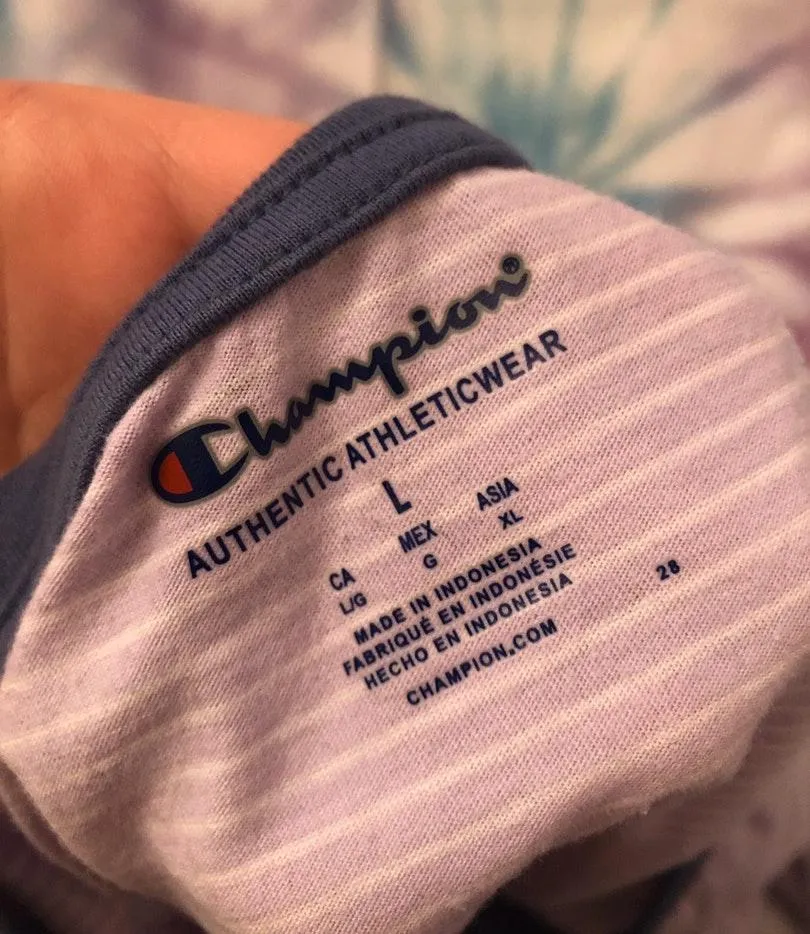 Champion®
AUTHENTIC ATHLETICWEAR
L
CA MEX ASIA
L/G G XL
MADE IN INDONESIA
FABRIQUÉ EN INDONÉSIE
HECHO EN INDONESIA
CHAMPION.COM
28